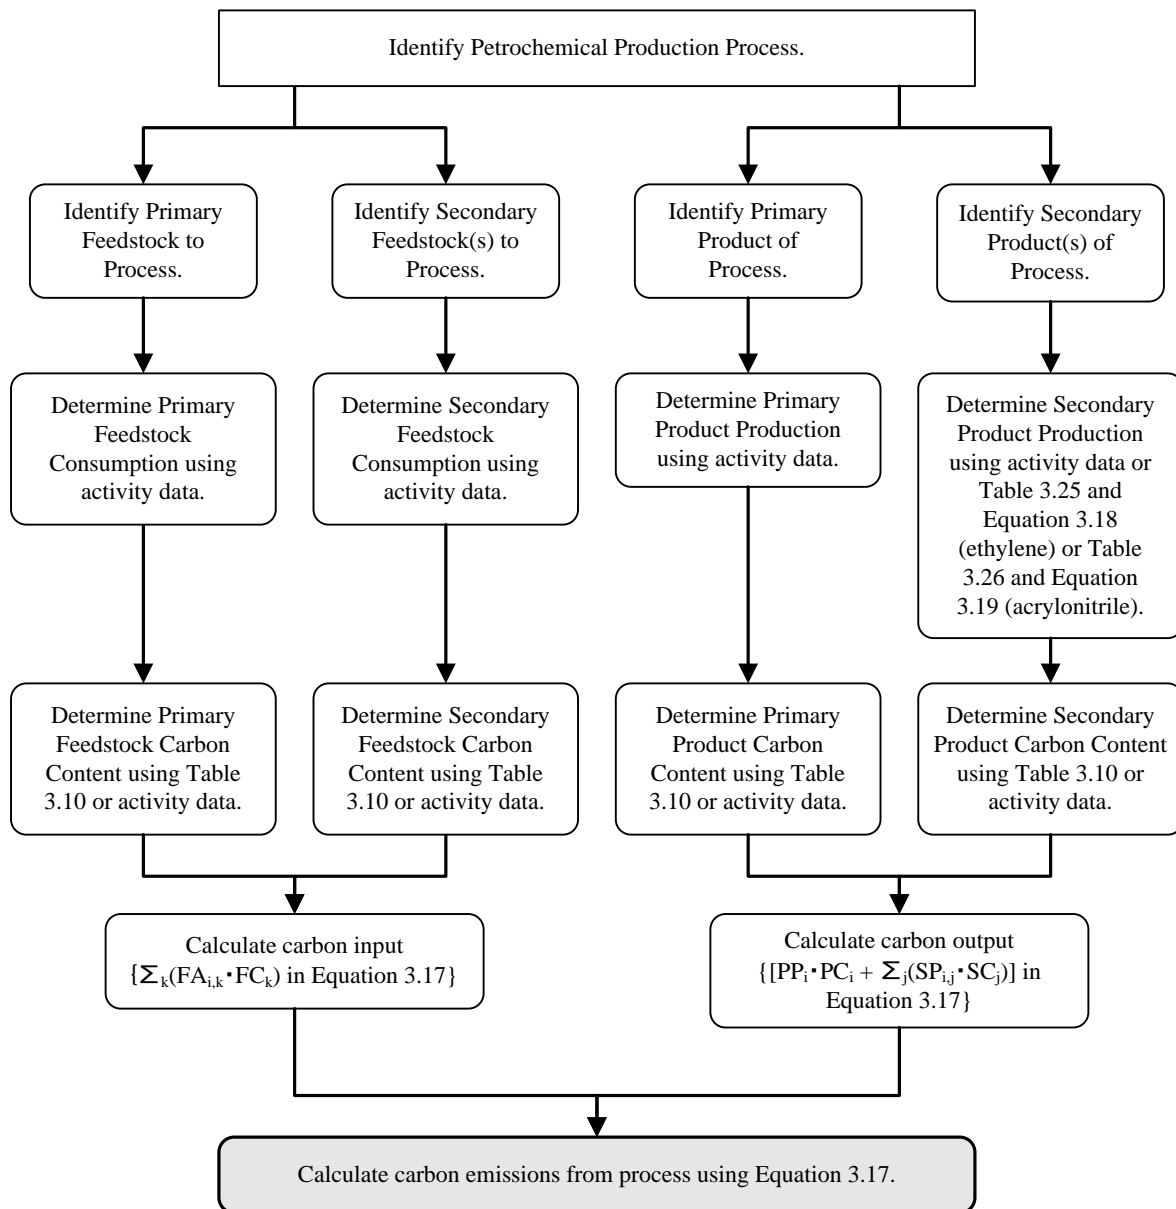 Identify Petrochemical Production Process.
Identify Primary
Feedstock to
Process.
Identify Secondary
Feedstock(s) to
Process.
Identify Primary
Product of
Process.
Identify Secondary
Product(s) of
Process.
Determine Primary
Feedstock
Consumption using
activity data.
Determine Secondary
Feedstock
Consumption using
activity data.
Determine Primary
Product Production
using activity data.
Determine Secondary
Product Production
using activity data or
Table 3.25 and
Equation 3.18
(ethylene) or Table
3.26 and Equation
3.19 (acrylonitrile).
Determine Primary
Feedstock Carbon
Content using Table
3.10 or activity data.
Determine Secondary
Feedstock Carbon
Content using Table
3.10 or activity data.
Determine Primary
Product Carbon
Content using Table
3.10 or activity data.
Determine Secondary
Product Carbon Content
using Table 3.10 or
activity data.
Calculate carbon input
{Σk(FAi,k·FCk) in Equation 3.17}
Calculate carbon output
{[PPi·PCi + Σj(SPi,j·SCj)] in
Equation 3.17}
Calculate carbon emissions from process using Equation 3.17.